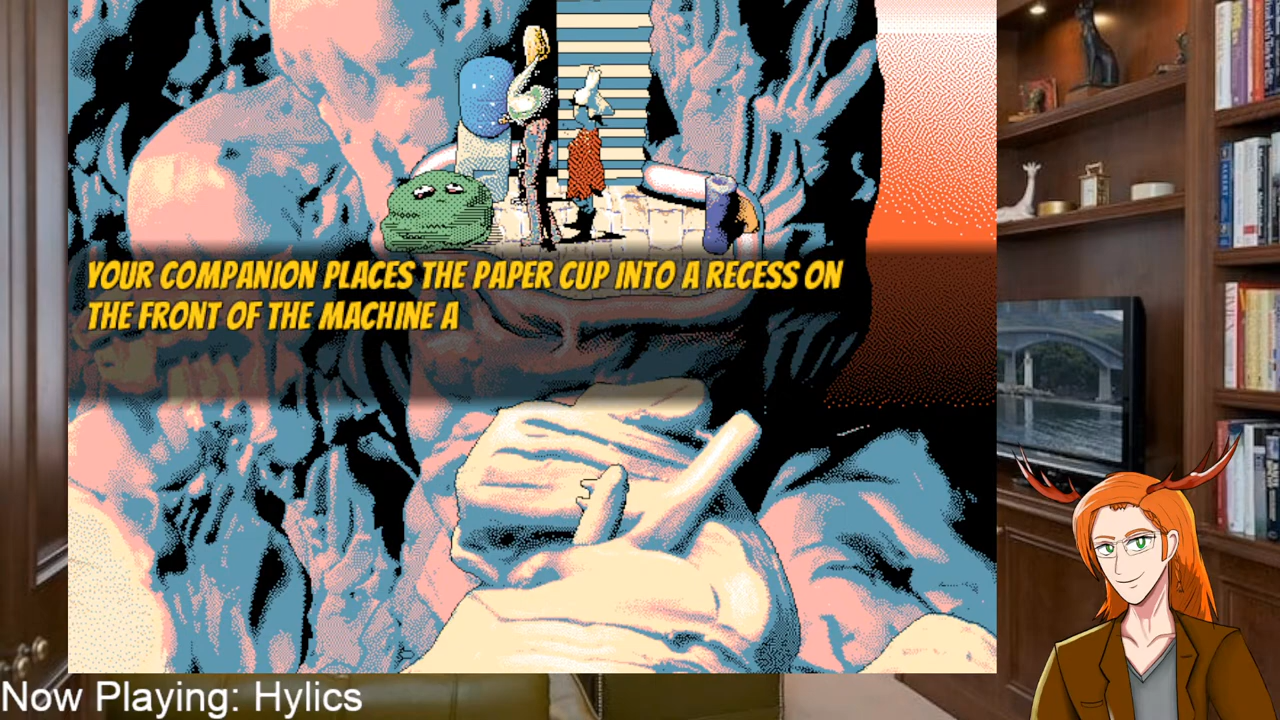 YOUR COMPANION PLACES THE PAPER CUP INTO A RECESS ON
THE FRONT OF THE MACHINE A
Now Playing: Hylics